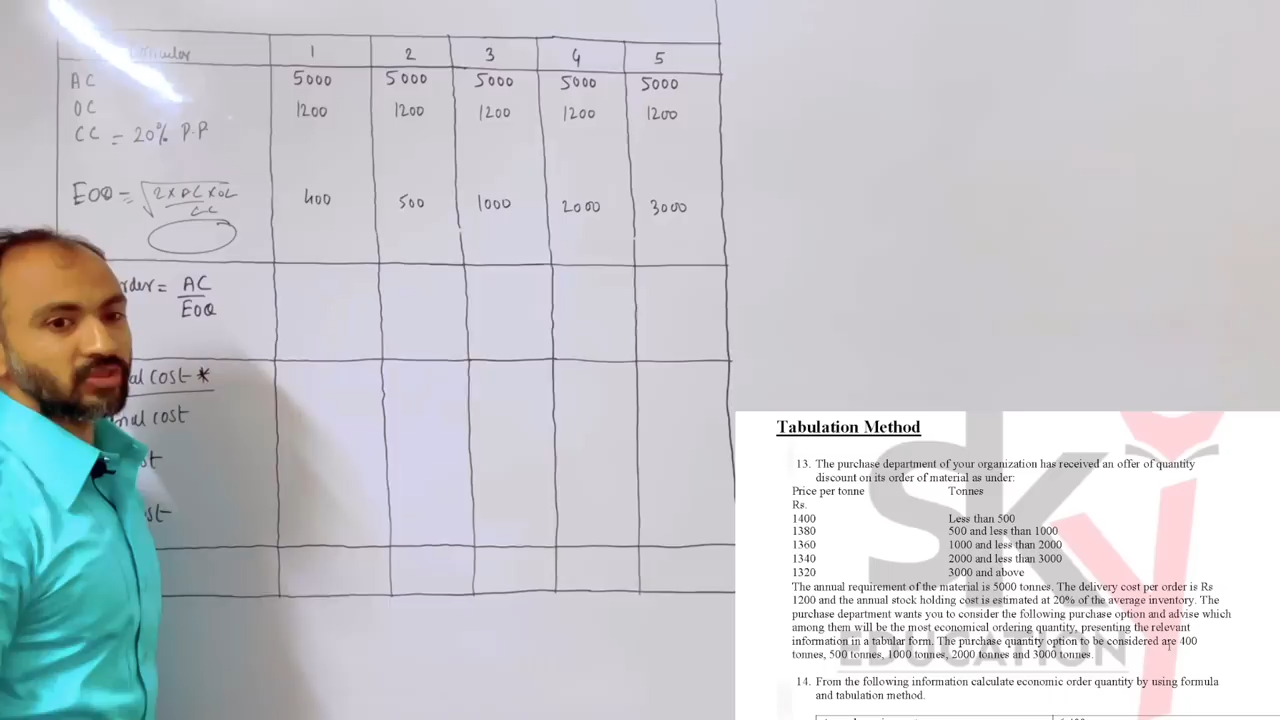 1 2 3 4 5
AC 5000 5000 5000 5000 5000
OC 1200 1200 1200 1200 1200
CC = 20% P.P
EOQ = √ 2 × AC × OC / CC 400 500 1000 2000 3000
rder = AC / EOQ
al cost *
nal cost
st
st
Tabulation Method
13. The purchase department of your organization has received an offer of quantity
discount on its order of material as under:
Price per tonne Tonnes
Rs.
1400 Less than 500
1380 500 and less than 1000
1360 1000 and less than 2000
1340 2000 and less than 3000
1320 3000 and above
The annual requirement of the material is 5000 tonnes. The delivery cost per order is Rs
1200 and the annual stock holding cost is estimated at 20% of the average inventory. The
purchase department wants you to consider the following purchase option and advise which
among them will be the most economical ordering quantity, presenting the relevant
information in a tabular form. The purchase quantity option to be considered are 400
tonnes, 500 tonnes, 1000 tonnes, 2000 tonnes and 3000 tonnes.
14. From the following information calculate economic order quantity by using formula
and tabulation method.
SKY
EDUCATION